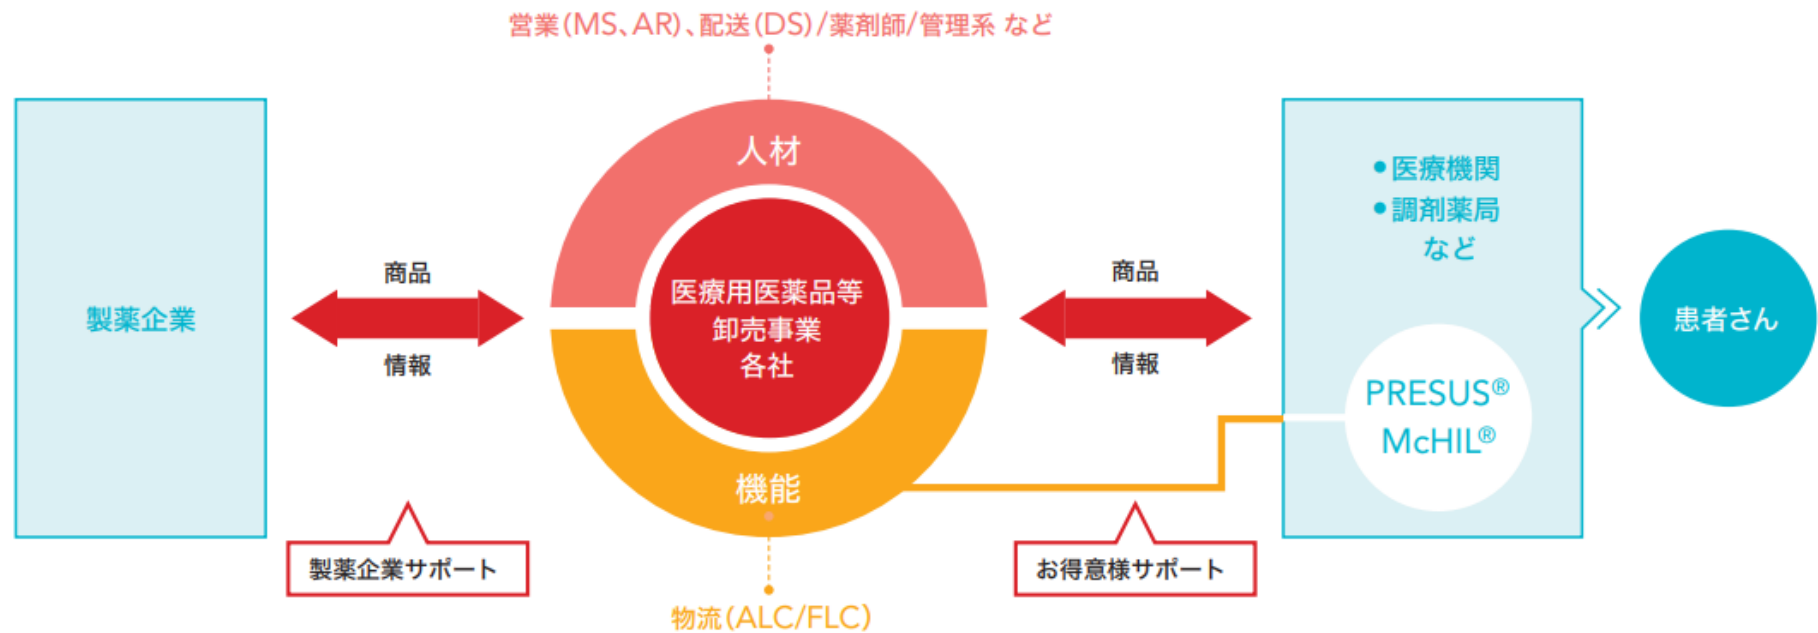 営業(MS、AR)、配送(DS)/薬剤師/管理系 など
人材
医療用医薬品等
卸売事業
各社
機能
物流(ALC/FLC)
製薬企業
商品
情報
製薬企業サポート
商品
情報
お得意様サポート
•医療機関
•調剤薬局
など
PRESUS®
McHIL®
患者さん